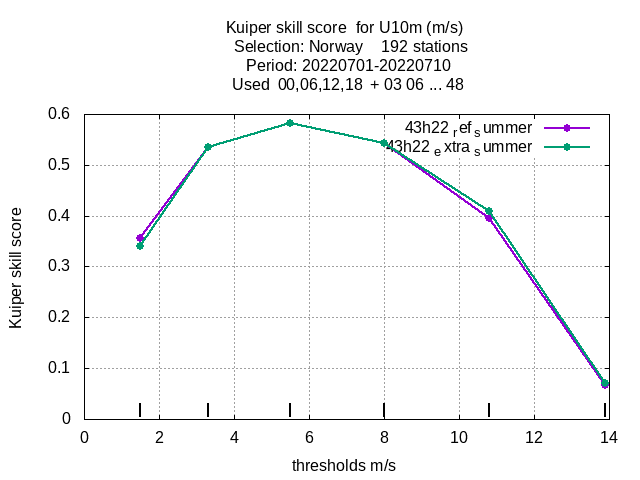 Kuiper skill score for U10m (m/s)
Selection: Norway 192 stations
Period: 20220701-20220710
Used 00,06,12,18 + 03 06 ... 48
43h22 ref summer
43h22 extra summer
0.6
0.5
0.4
0.3
0.2
0.1
0
Kuiper skill score
0 2 4 6 8 10 12 14
thresholds m/s